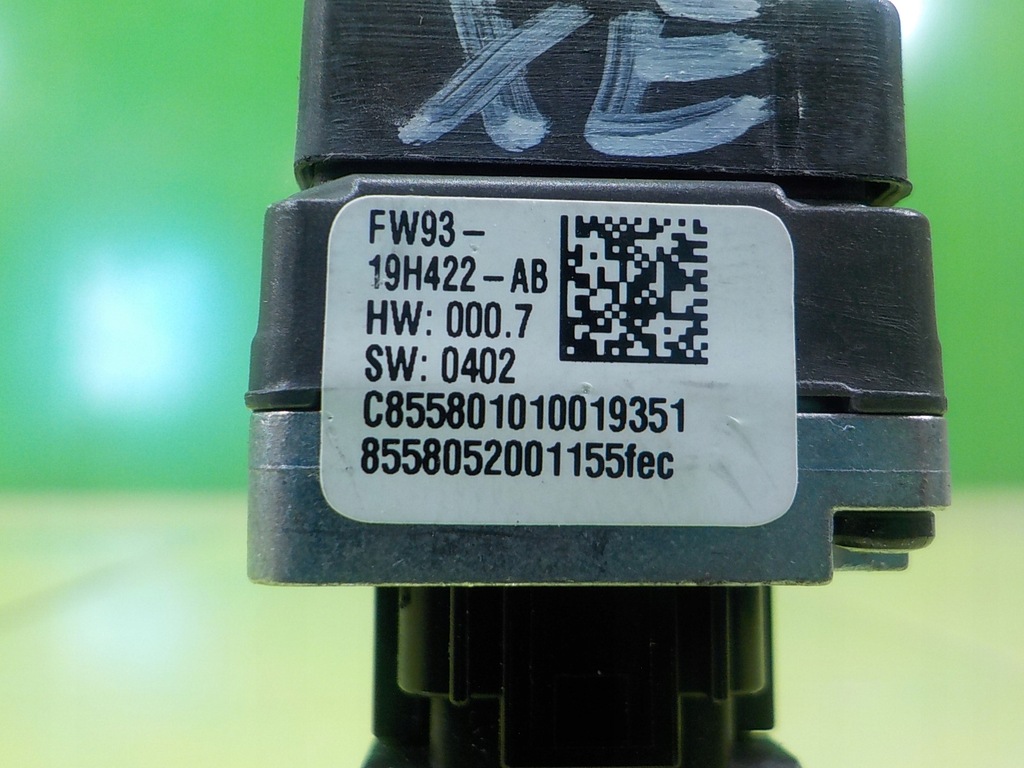 XE
FW93-
19H422-AB
HW: 000.7
SW: 0402
C855801010019351
8558052001155fec